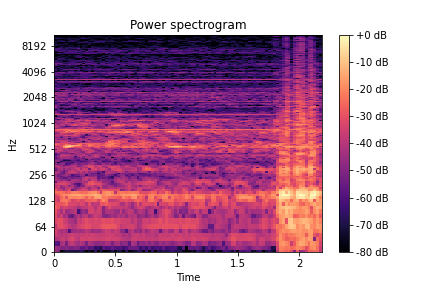 Power spectrogram
8192
4096
2048
1024
512
256
128
64
0
Hz
0
0.5
1
1.5
2
Time
+0 dB
-10 dB
-20 dB
-30 dB
-40 dB
-50 dB
-60 dB
-70 dB
-80 dB